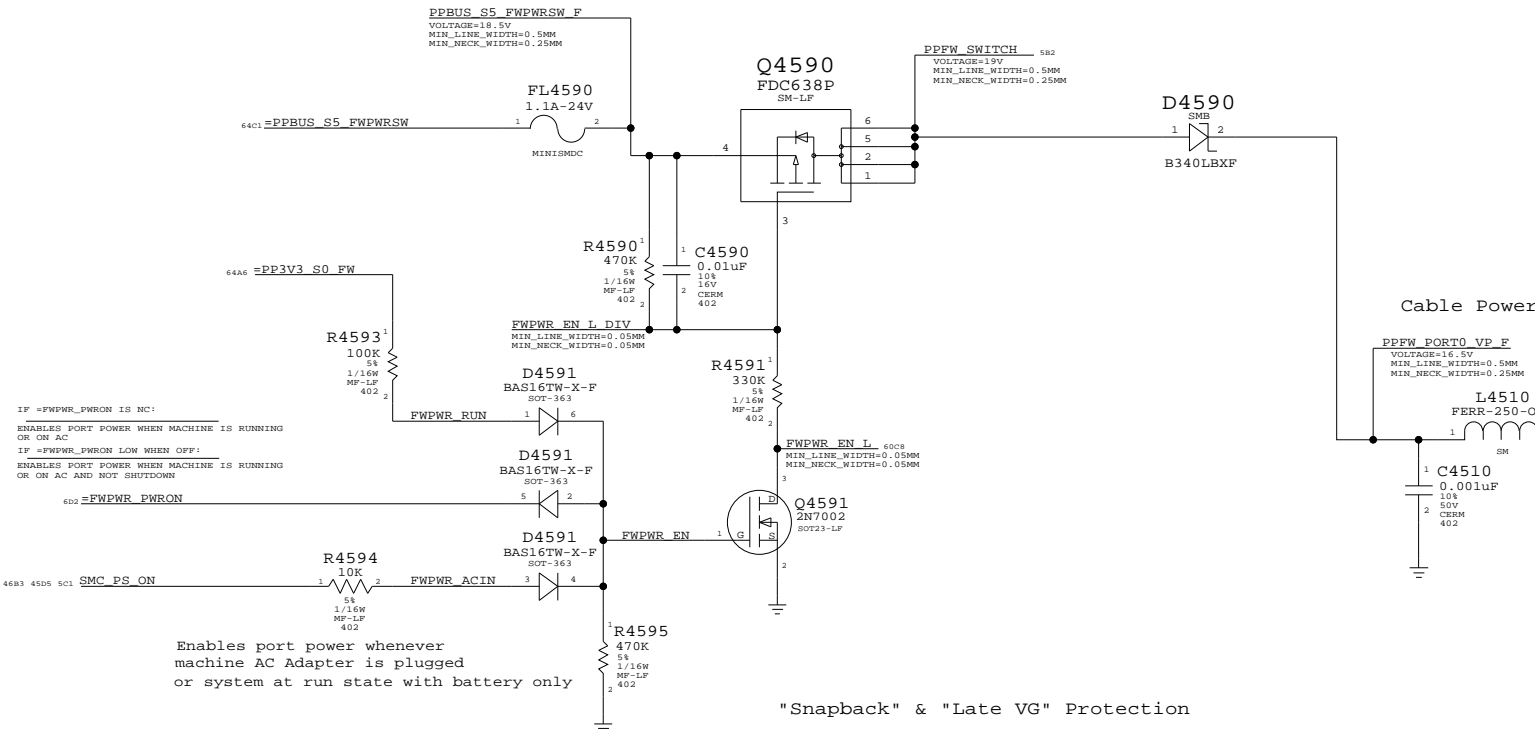 PPBUS_S5_FWPWRSW_F
VOLTAGE=18.5V
MIN_LINE_WIDTH=0.5MM
MIN_NECK_WIDTH=0.25MM
FL4590
1.1A-24V
64C1 =PPBUS_S5_FWPWRSW
1 2
MINISMDC
Q4590
FDC638P
SM-LF
4
6
5
2
1
3
PPFW_SWITCH 5B2
VOLTAGE=19V
MIN_LINE_WIDTH=0.5MM
MIN_NECK_WIDTH=0.25MM
D4590
SMB
1 2
B340LBXF
R4590
470K
5%
1/16W
MF-LF
402
1
2
C4590
0.01uF
10%
16V
CERM
402
1
2
64A6 =PP3V3_S0_FW
FWPWR_EN_L_DIV
MIN_LINE_WIDTH=0.05MM
MIN_NECK_WIDTH=0.05MM
R4593
100K
5%
1/16W
MF-LF
402
1
2
R4591
330K
5%
1/16W
MF-LF
402
1
2
Cable Power
PPFW_PORT0_VP_F
VOLTAGE=16.5V
MIN_LINE_WIDTH=0.5MM
MIN_NECK_WIDTH=0.25MM
L4510
FERR-250-O
1
SM
C4510
0.001uF
10%
50V
CERM
402
1
2
IF =FWPWR_PWRON IS NC:
ENABLES PORT POWER WHEN MACHINE IS RUNNING
OR ON AC
IF =FWPWR_PWRON LOW WHEN OFF:
ENABLES PORT POWER WHEN MACHINE IS RUNNING
OR ON AC AND NOT SHUTDOWN
D4591
BAS16TW-X-F
SOT-363
FWPWR_RUN 1 6
D4591
BAS16TW-X-F
SOT-363
6D2 =FWPWR_PWRON 5 2
FWPWR_EN_L 60C8
MIN_LINE_WIDTH=0.05MM
MIN_NECK_WIDTH=0.05MM
3
D
Q4591
2N7002
SOT23-LF
FWPWR_EN 1 G S
2
D4591
BAS16TW-X-F
SOT-363
46B3 45D5 5C1 SMC_PS_ON
R4594
10K
1 2
5%
1/16W
MF-LF
402
FWPWR_ACIN 3 4
R4595
470K
5%
1/16W
MF-LF
402
1
2
Enables port power whenever
machine AC Adapter is plugged
or system at run state with battery only
"Snapback" & "Late VG" Protection